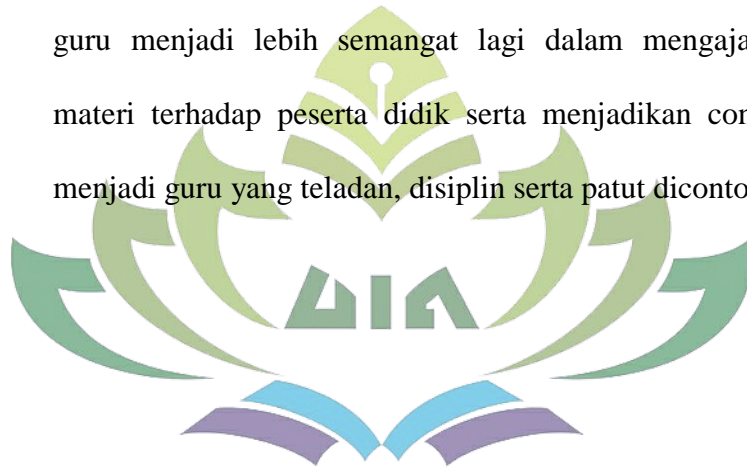 guru menjadi lebih semangat lagi dalam mengaja
materi terhadap peserta didik serta menjadikan con
menjadi guru yang teladan, disiplin serta patut diconto
UIN